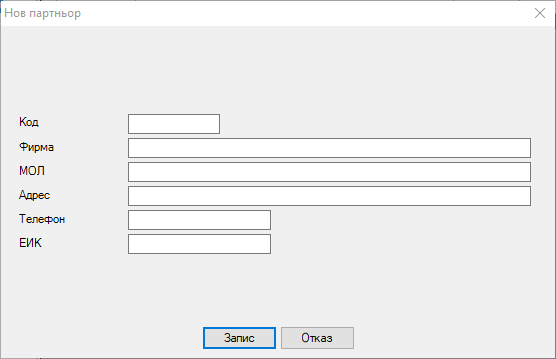 Нов партньор
Код
Фирма
МОЛ
Адрес
Телефон
ЕИК
Запис
Отказ